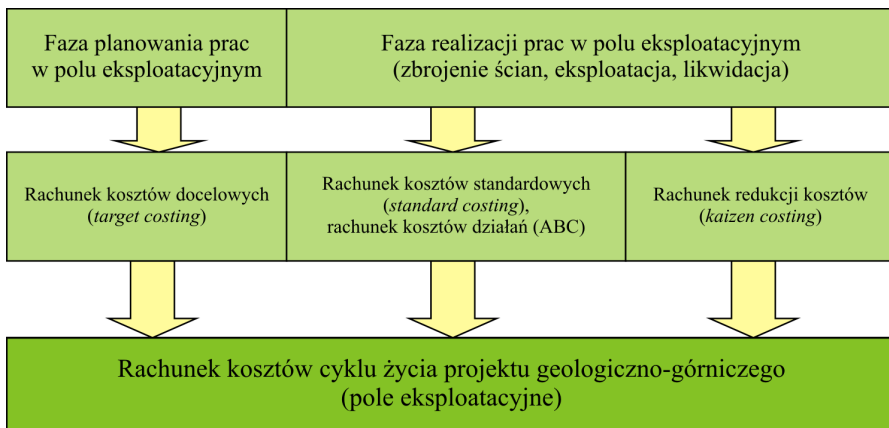 Faza planowania prac
w polu eksploatacyjnym
Faza realizacji prac w polu eksploatacyjnym
(zbrojenie ścian, eksploatacja, likwidacja)
Rachunek kosztów docelowych
(target costing)
Rachunek kosztów standardowych
(standard costing),
rachunek kosztów działań (ABC)
Rachunek redukcji kosztów
(kaizen costing)
Rachunek kosztów cyklu życia projektu geologiczno-górniczego
(pole eksploatacyjne)